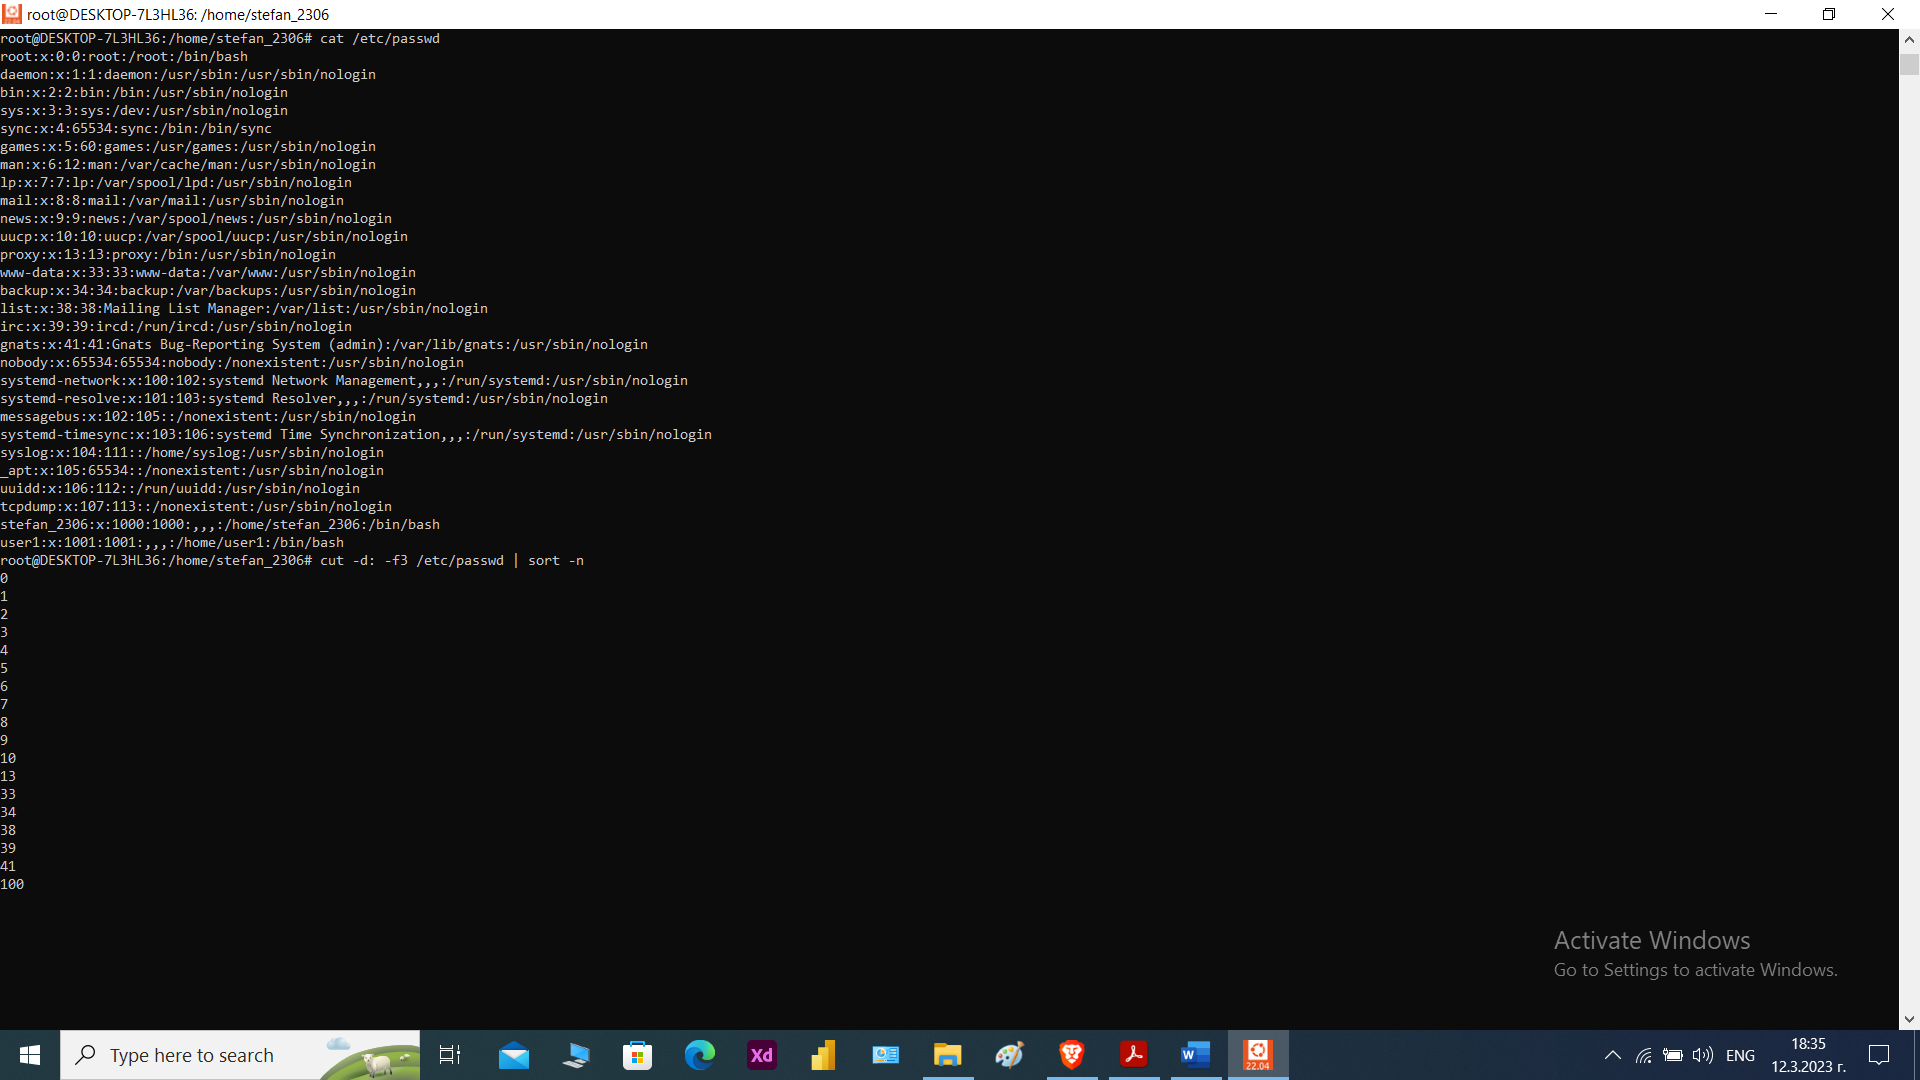 root@DESKTOP-7L3HL36: /home/stefan_2306
root@DESKTOP-7L3HL36:/home/stefan_2306# cat /etc/passwd
root:x:0:0:root:/root:/bin/bash
daemon:x:1:1:daemon:/usr/sbin:/usr/sbin/nologin
bin:x:2:2:bin:/bin:/usr/sbin/nologin
sys:x:3:3:sys:/dev:/usr/sbin/nologin
sync:x:4:65534:sync:/bin:/bin/sync
games:x:5:60:games:/usr/games:/usr/sbin/nologin
man:x:6:12:man:/var/cache/man:/usr/sbin/nologin
lp:x:7:7:lp:/var/spool/lpd:/usr/sbin/nologin
mail:x:8:8:mail:/var/mail:/usr/sbin/nologin
news:x:9:9:news:/var/spool/news:/usr/sbin/nologin
uucp:x:10:10:uucp:/var/spool/uucp:/usr/sbin/nologin
proxy:x:13:13:proxy:/bin:/usr/sbin/nologin
www-data:x:33:33:www-data:/var/www:/usr/sbin/nologin
backup:x:34:34:backup:/var/backups:/usr/sbin/nologin
list:x:38:38:Mailing List Manager:/var/list:/usr/sbin/nologin
irc:x:39:39:ircd:/run/ircd:/usr/sbin/nologin
gnats:x:41:41:Gnats Bug-Reporting System (admin):/var/lib/gnats:/usr/sbin/nologin
nobody:x:65534:65534:nobody:/nonexistent:/usr/sbin/nologin
systemd-network:x:100:102:systemd Network Management,,,:/run/systemd:/usr/sbin/nologin
systemd-resolve:x:101:103:systemd Resolver,,,:/run/systemd:/usr/sbin/nologin
messagebus:x:102:105::/nonexistent:/usr/sbin/nologin
systemd-timesync:x:103:106:systemd Time Synchronization,,,:/run/systemd:/usr/sbin/nologin
syslog:x:104:111::/home/syslog:/usr/sbin/nologin
_apt:x:105:65534::/nonexistent:/usr/sbin/nologin
uuidd:x:106:112::/run/uuidd:/usr/sbin/nologin
tcpdump:x:107:113::/nonexistent:/usr/sbin/nologin
stefan_2306:x:1000:1000:,,,:/home/stefan_2306:/bin/bash
user1:x:1001:1001:,,,:/home/user1:/bin/bash
root@DESKTOP-7L3HL36:/home/stefan_2306# cut -d: -f3 /etc/passwd | sort -n
0
1
2
3
4
5
6
7
8
9
10
13
33
34
38
39
41
100
Activate Windows
Go to Settings to activate Windows.
Type here to search
Xd
W
22.04
ENG
18:35
12.3.2023 г.